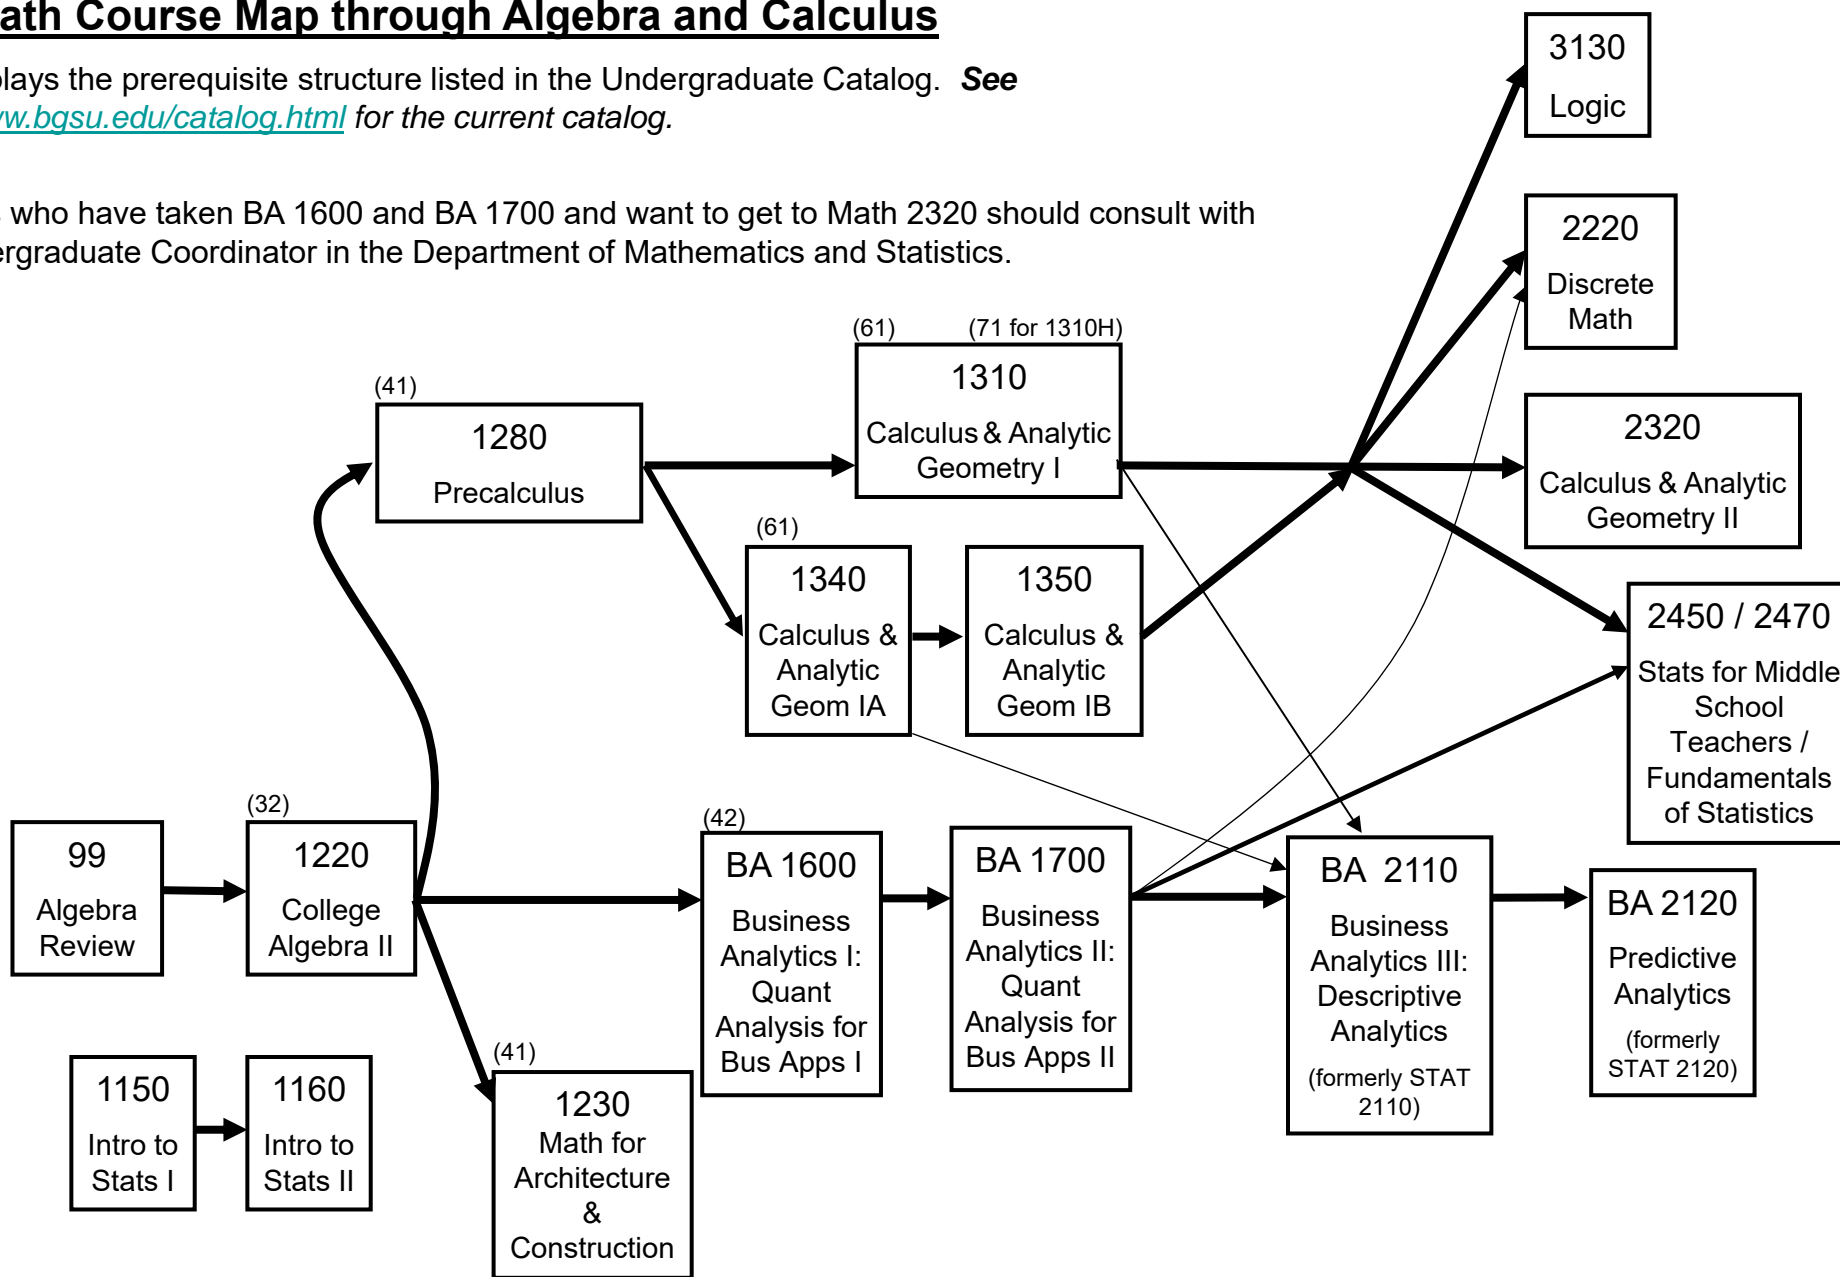 ath Course Map through Algebra and Calculus
plays the prerequisite structure listed in the Undergraduate Catalog. See
w.bgsu.edu/catalog.html for the current catalog.
s who have taken BA 1600 and BA 1700 and want to get to Math 2320 should consult with
ergraduate Coordinator in the Department of Mathematics and Statistics.
3130
Logic
2220
Discrete
Math
(61) (71 for 1310H)
1310
Calculus & Analytic
Geometry I
(41)
1280
Precalculus
2320
Calculus & Analytic
Geometry II
(61)
1340
Calculus &
Analytic
Geom IA
1350
Calculus &
Analytic
Geom IB
2450 / 2470
Stats for Middle
School
Teachers /
Fundamentals
of Statistics
99
Algebra
Review
(32)
1220
College
Algebra II
(42)
BA 1600
Business
Analytics I:
Quant
Analysis for
Bus Apps I
BA 1700
Business
Analytics II:
Quant
Analysis for
Bus Apps II
BA 2110
Business
Analytics III:
Descriptive
Analytics
(formerly STAT
2110)
BA 2120
Predictive
Analytics
(formerly
STAT 2120)
1150
Intro to
Stats I
1160
Intro to
Stats II
(41)
1230
Math for
Architecture
&
Construction